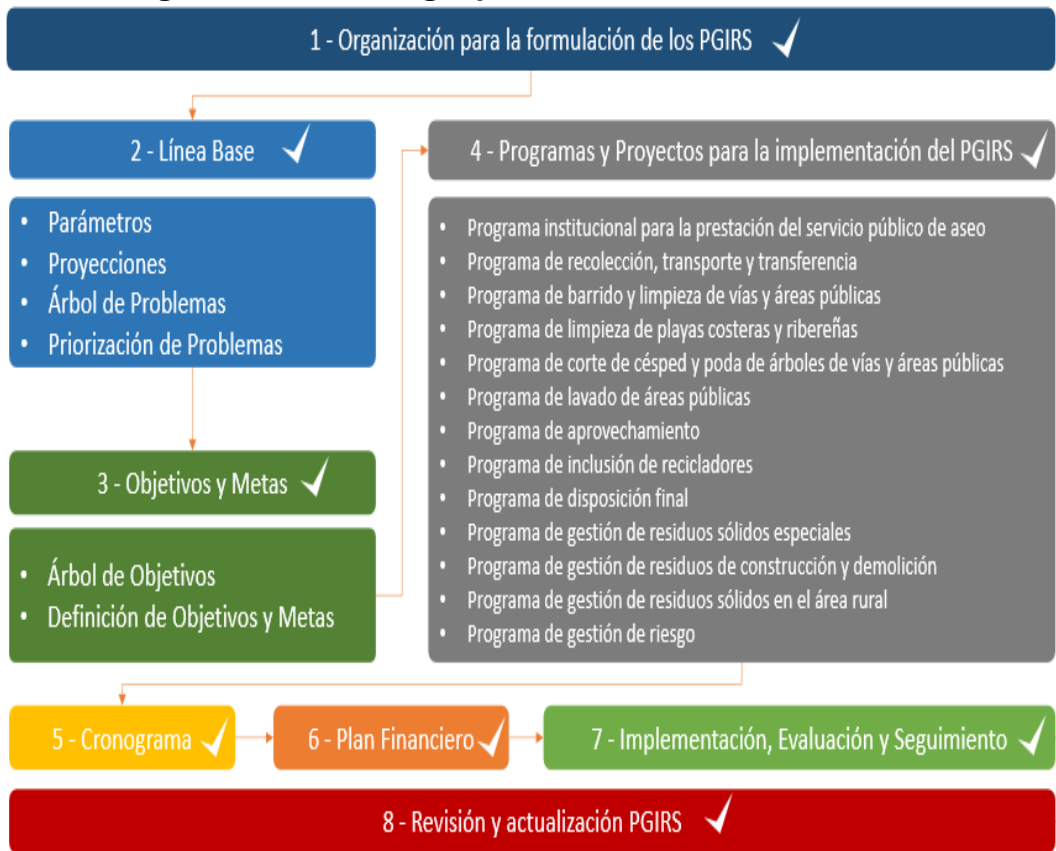 1 - Organización para la formulación de los PGIRS
2 - Línea Base
• Parámetros
• Proyecciones
• Árbol de Problemas
• Priorización de Problemas
3 - Objetivos y Metas
• Árbol de Objetivos
• Definición de Objetivos y Metas
4 - Programas y Proyectos para la implementación del PGIRS
• Programa institucional para la prestación del servicio público de aseo
• Programa de recolección, transporte y transferencia
• Programa de barrido y limpieza de vías y áreas públicas
• Programa de limpieza de playas costeras y ribereñas
• Programa de corte de césped y poda de árboles de vías y áreas públicas
• Programa de lavado de áreas públicas
• Programa de aprovechamiento
• Programa de inclusión de recicladores
• Programa de disposición final
• Programa de gestión de residuos sólidos especiales
• Programa de gestión de residuos de construcción y demolición
• Programa de gestión de residuos sólidos en el área rural
• Programa de gestión de riesgo
5 - Cronograma
6 - Plan Financiero
7 - Implementación, Evaluación y Seguimiento
8 - Revisión y actualización PGIRS